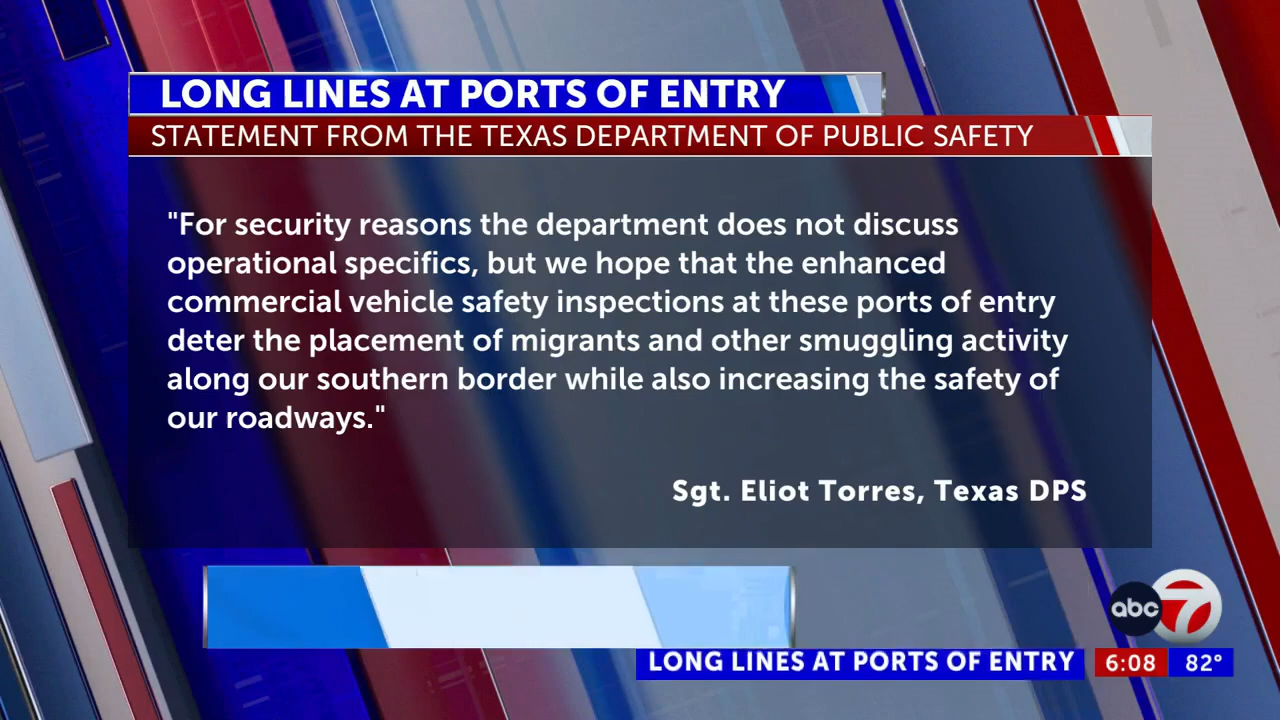 LONG LINES AT PORTS OF ENTRY
STATEMENT FROM THE TEXAS DEPARTMENT OF PUBLIC SAFETY
"For security reasons the department does not discuss
operational specifics, but we hope that the enhanced
commercial vehicle safety inspections at these ports of entry
deter the placement of migrants and other smuggling activity
along our southern border while also increasing the safety of
our roadways."
Sgt. Eliot Torres, Texas DPS
abc 7
LONG LINES AT PORTS OF ENTRY 6:08 82°